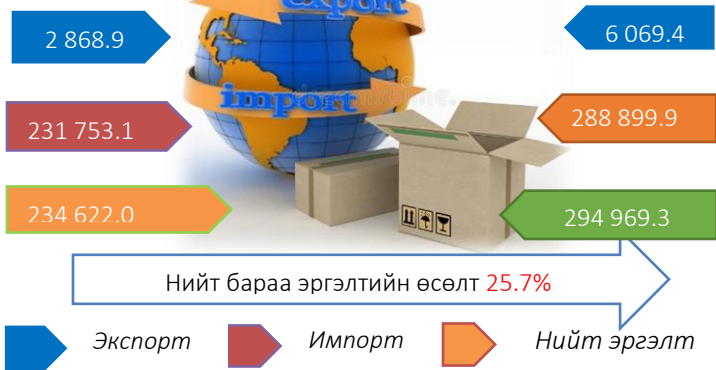 export
2 868.9
6 069.4
import
231 753.1
288 899.9
234 622.0
294 969.3
Нийт бараа эргэлтийн өсөлт 25.7%
Экспорт
Импорт
Нийт эргэлт